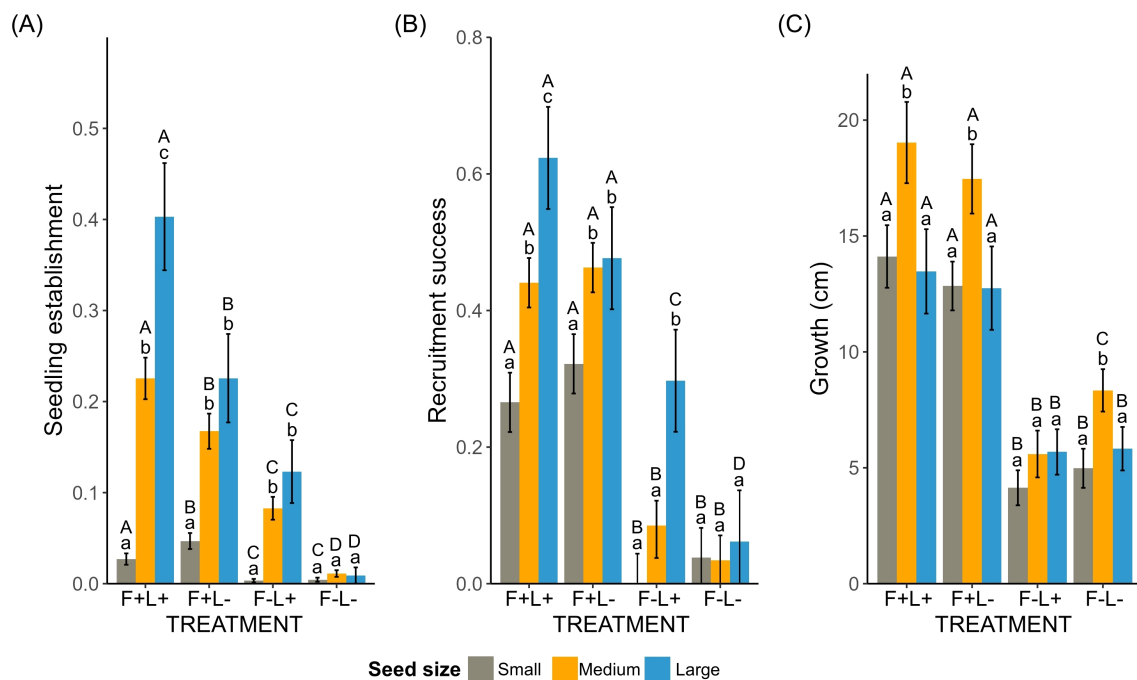 (A)
Seedling establishment
0.5
0.4
0.3
0.2
0.1
0.0
A
a
A
b
A
c
B
a
B
b
B
b
C
a
C
b
C
b
C
a
D
a
D
a
F+L+ F+L- F-L+ F-L-
TREATMENT
(B)
Recruitment success
0.8
0.6
0.4
0.2
0.0
A
a
A
b
A
c
A
a
A
b
A
b
B
a
B
a
C
b
B
a
B
a
D
a
F+L+ F+L- F-L+ F-L-
TREATMENT
(C)
Growth (cm)
20
15
10
5
0
A
a
A
b
A
a
A
a
A
b
A
a
B
a
B
a
B
a
B
a
C
b
B
a
F+L+ F+L- F-L+ F-L-
TREATMENT
Seed size Small Medium Large